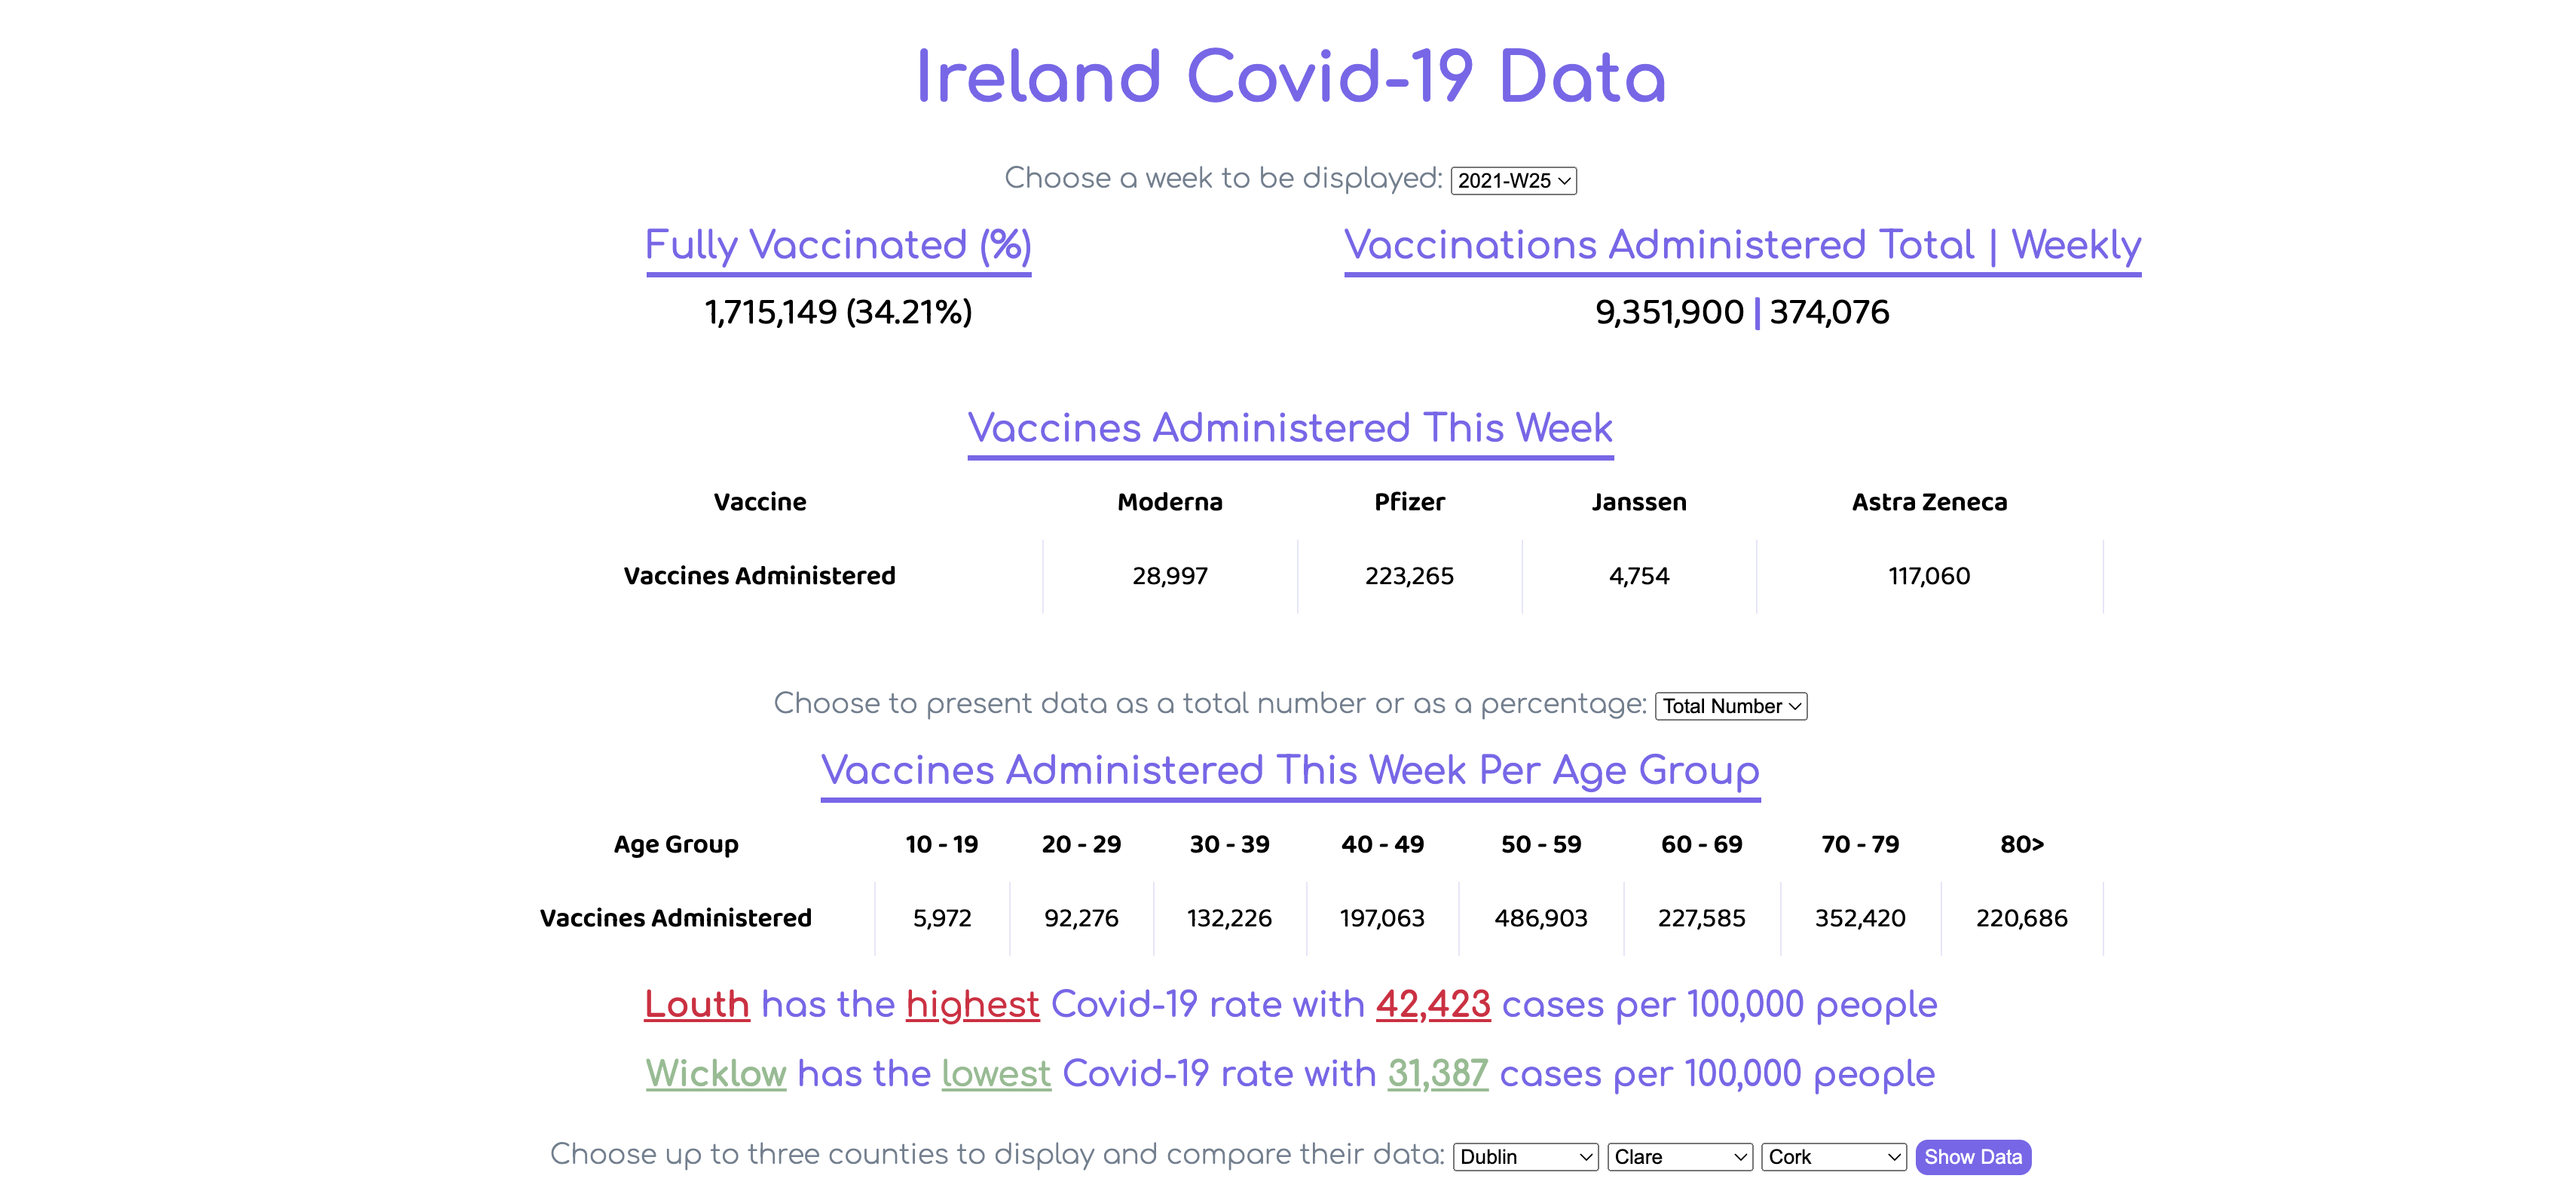 Ireland Covid-19 Data
Choose a week to be displayed: 2021-W25
Fully Vaccinated (%)
1,715,149 (34.21%)
Vaccinations Administered Total | Weekly
9,351,900 | 374,076
Vaccines Administered This Week
Vaccine Moderna Pfizer Janssen Astra Zeneca
Vaccines Administered 28,997 223,265 4,754 117,060
Choose to present data as a total number or as a percentage: Total Number
Vaccines Administered This Week Per Age Group
Age Group 10 - 19 20 - 29 30 - 39 40 - 49 50 - 59 60 - 69 70 - 79 80>
Vaccines Administered 5,972 92,276 132,226 197,063 486,903 227,585 352,420 220,686
Louth has the highest Covid-19 rate with 42,423 cases per 100,000 people
Wicklow has the lowest Covid-19 rate with 31,387 cases per 100,000 people
Choose up to three counties to display and compare their data: Dublin Clare Cork Show Data